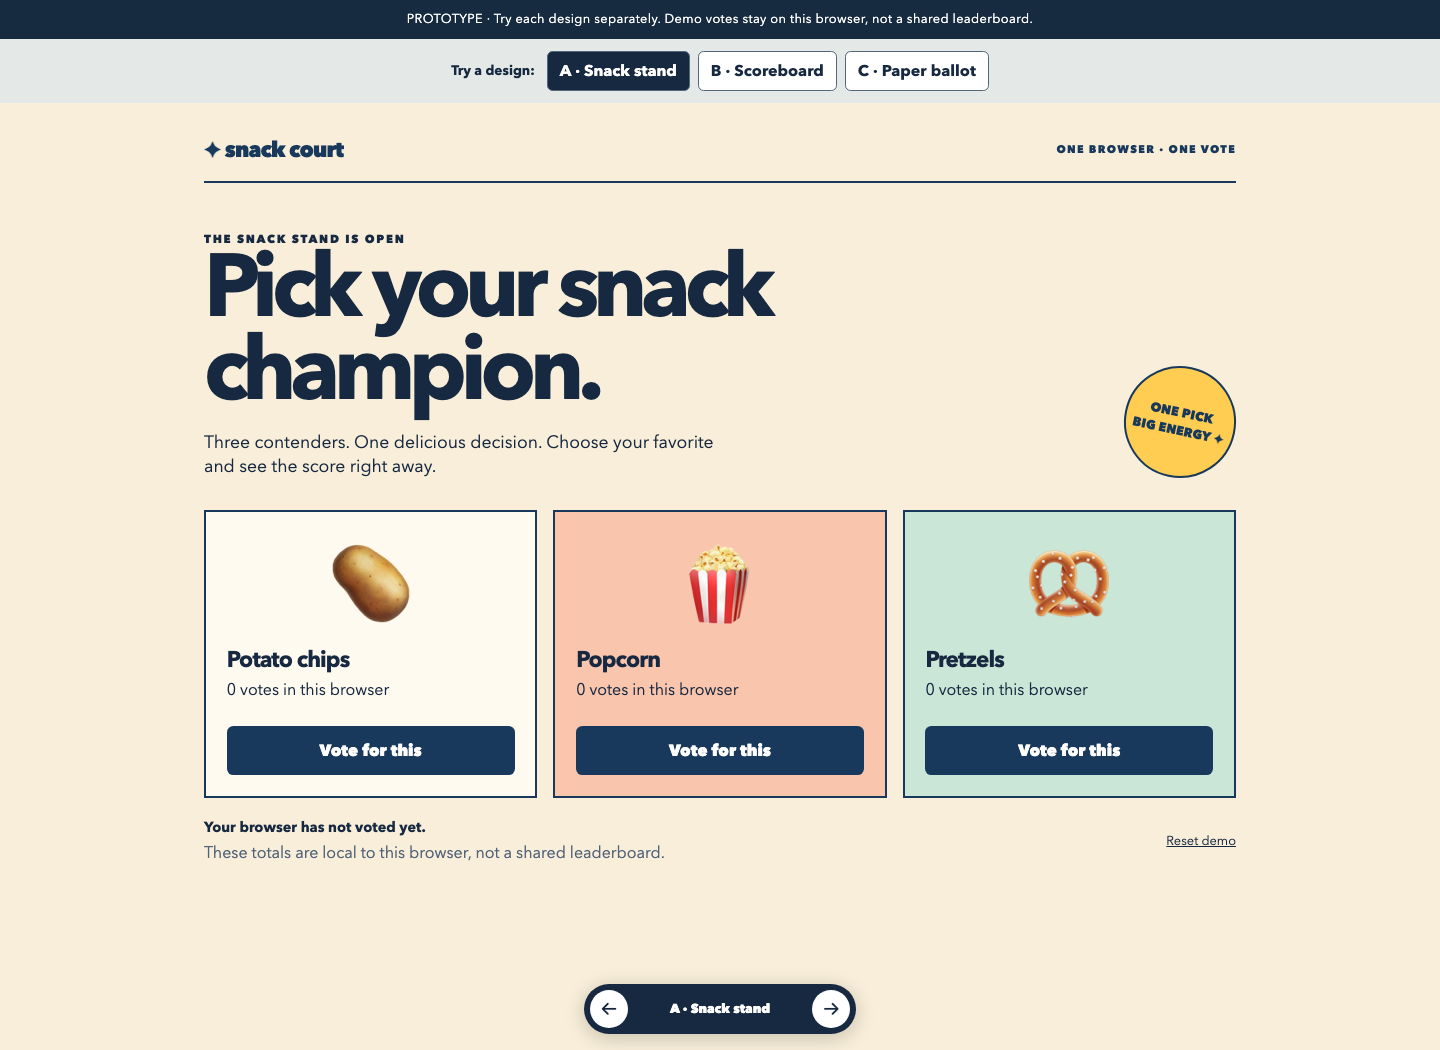 PROTOTYPE · Try each design separately. Demo votes stay on this browser, not a shared leaderboard.
Try a design: A · Snack stand B · Scoreboard C · Paper ballot
✦ snack court
ONE BROWSER · ONE VOTE
THE SNACK STAND IS OPEN
Pick your snack
champion.
Three contenders. One delicious decision. Choose your favorite
and see the score right away.
ONE PICK
BIG ENERGY ✦
Potato chips
0 votes in this browser
Vote for this
Popcorn
0 votes in this browser
Vote for this
Pretzels
0 votes in this browser
Vote for this
Your browser has not voted yet.
These totals are local to this browser, not a shared leaderboard.
Reset demo
← A · Snack stand →